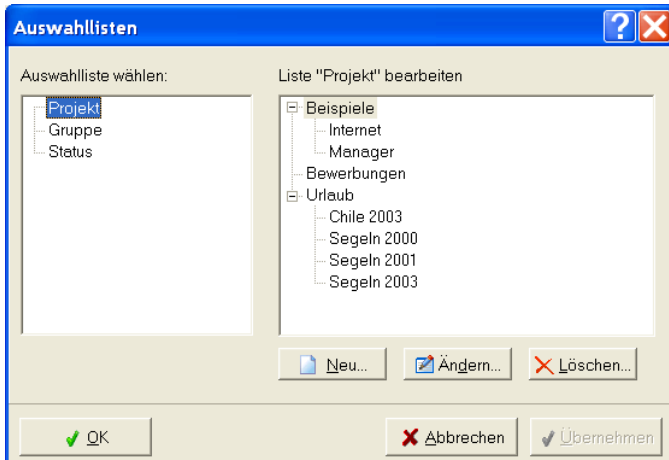 Auswahllisten
Auswahlliste wählen:
Projekt
Gruppe
Status
Liste "Projekt" bearbeiten
Beispiele
Internet
Manager
Bewerbungen
Urlaub
Chile 2003
Segeln 2000
Segeln 2001
Segeln 2003
Neu...
Ändern...
Löschen...
OK
Abbrechen
Übernehmen